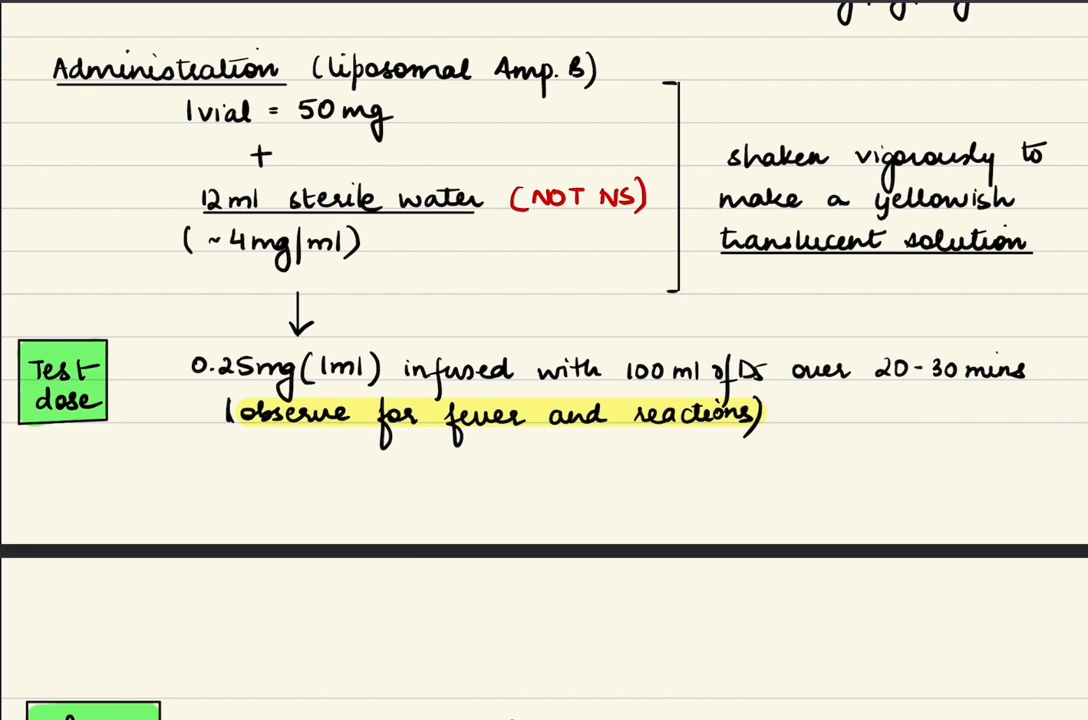 Administration (liposomal Amp. B)
1 vial = 50 mg
+
12 ml sterile water (NOT NS)
(~ 4 mg/ml)
shaken vigorously to
make a yellowish
translucent solution
↓
Test
dose
0.25mg (1ml) infused with 100 ml of D5 over 20-30 mins
(observe for fever and reactions)